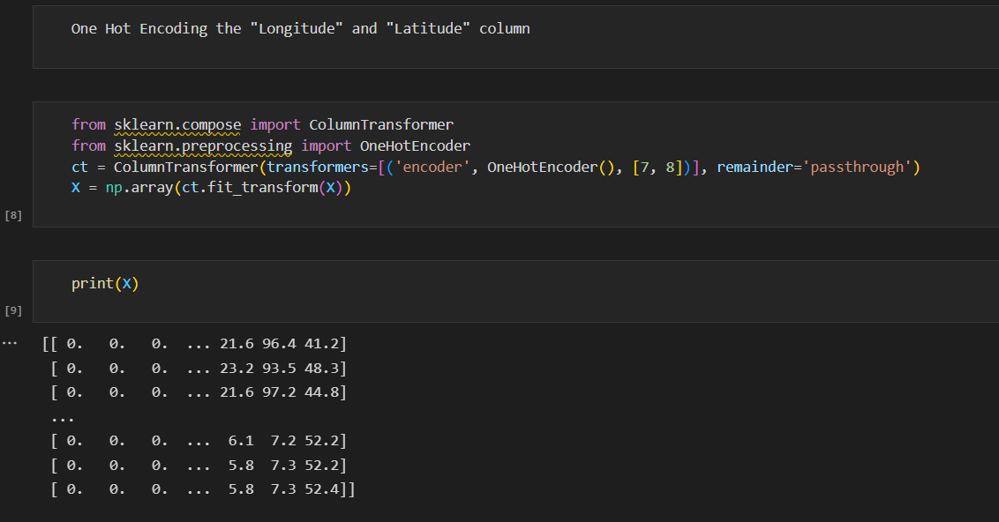 One Hot Encoding the "Longitude" and "Latitude" column
from sklearn.compose import ColumnTransformer
from sklearn.preprocessing import OneHotEncoder
ct = ColumnTransformer(transformers=[('encoder', OneHotEncoder(), [7, 8])], remainder='passthrough')
X = np.array(ct.fit_transform(X))
[8]
print(X)
[9]
... [[ 0.   0.   0.  ... 21.6 96.4 41.2]
[ 0.   0.   0.  ... 23.2 93.5 48.3]
[ 0.   0.   0.  ... 21.6 97.2 44.8]
...
[ 0.   0.   0.  ...  6.1  7.2 52.2]
[ 0.   0.   0.  ...  5.8  7.3 52.2]
[ 0.   0.   0.  ...  5.8  7.3 52.4]]